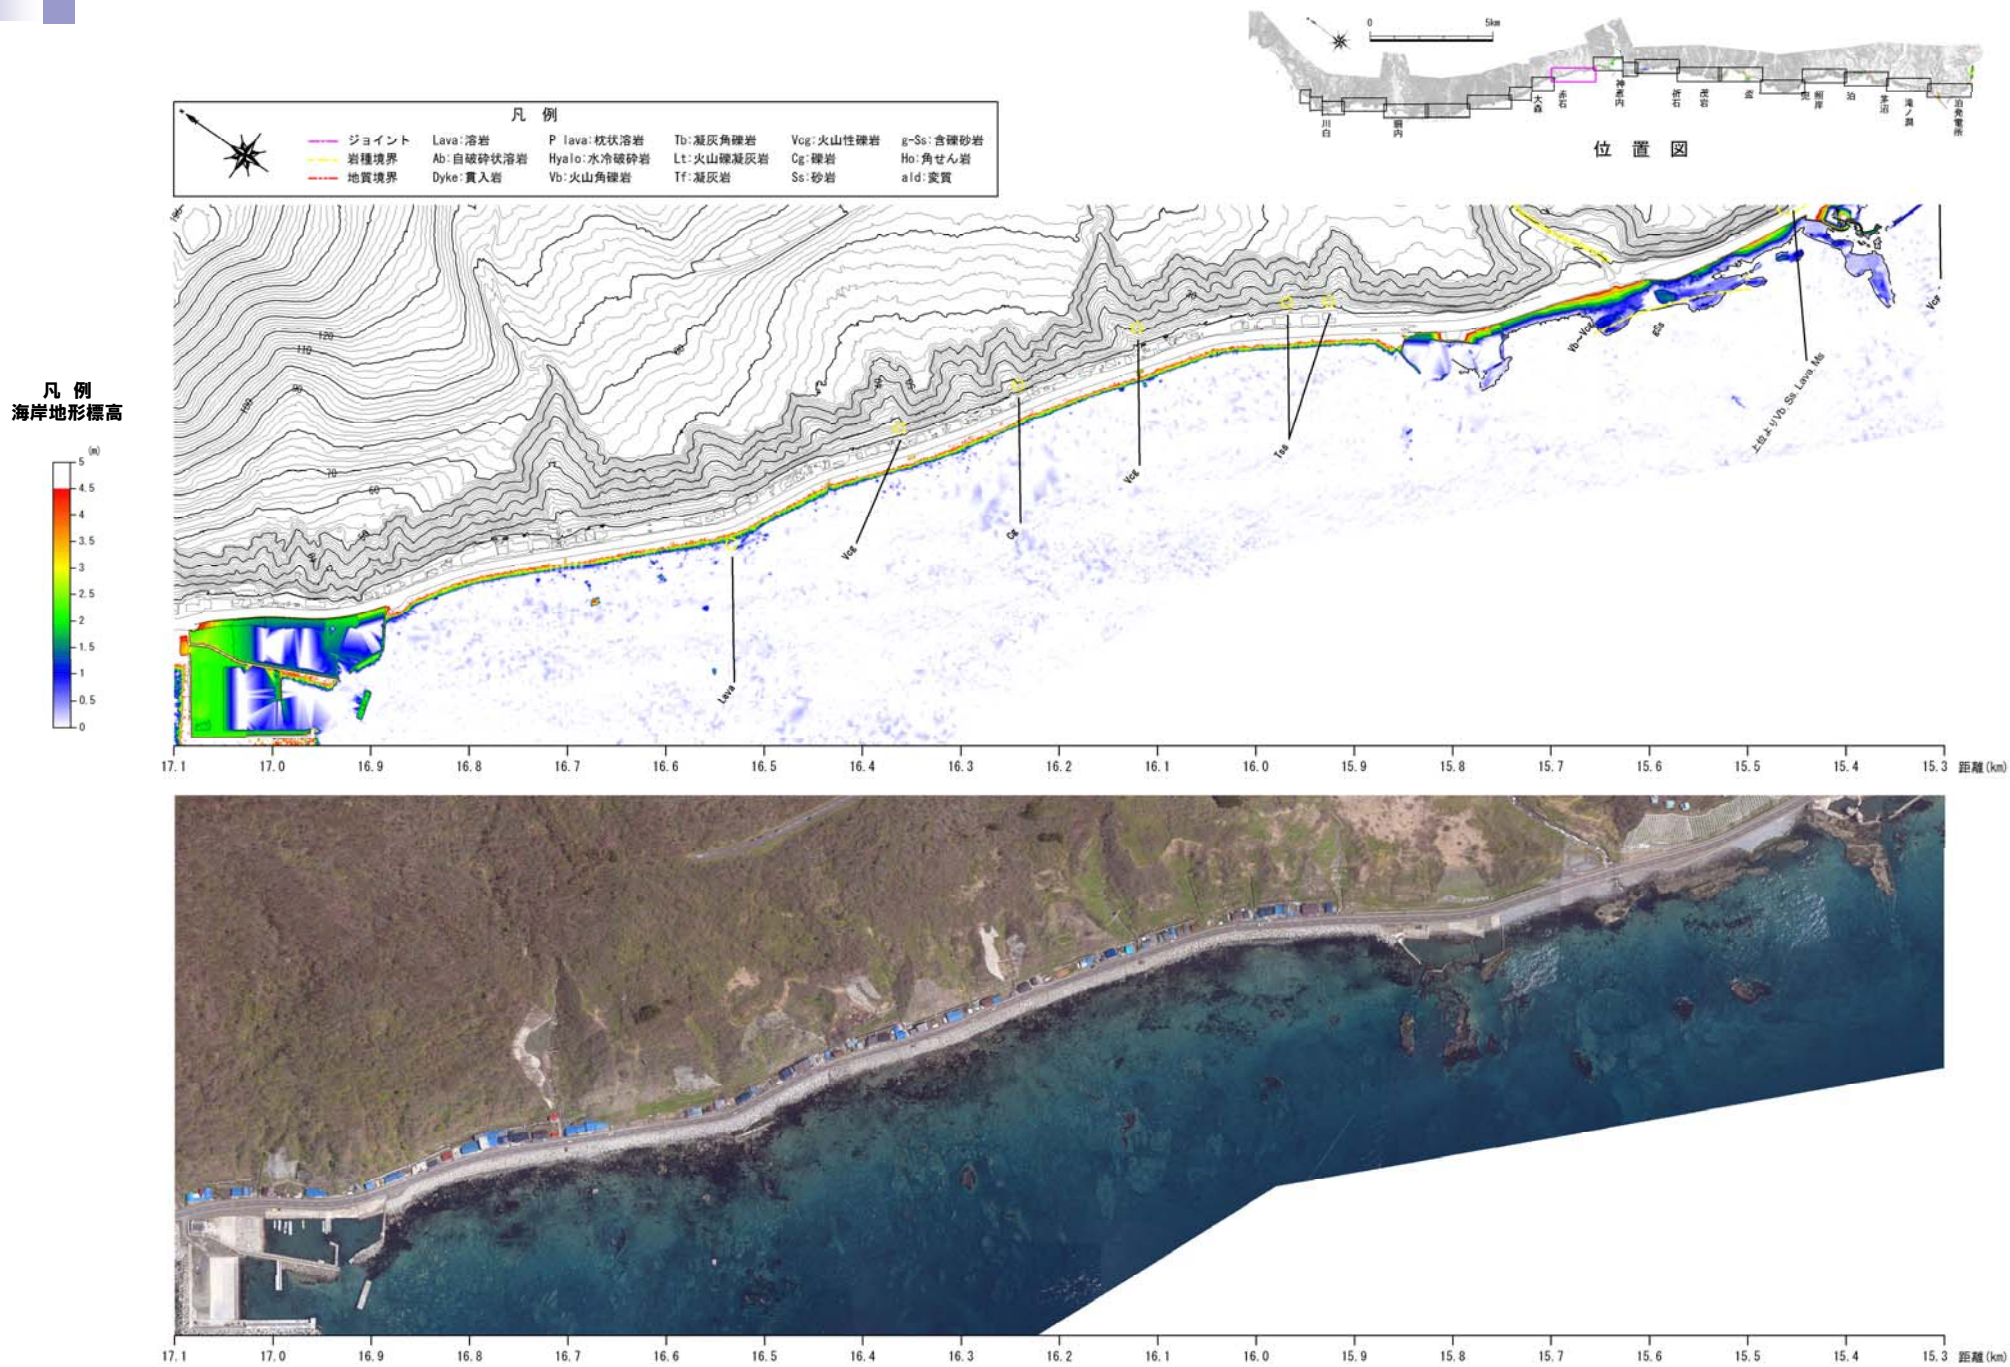 0 5km
川白
珊内
大森
赤石
神恵内
祈石
茂岩
盃
兜
照岸
泊
茅沼
滝ノ澗
泊発電所
位 置 図
凡 例
ジョイント Lava:溶岩 P lava:枕状溶岩 Tb:凝灰角礫岩 Vcg:火山性礫岩 g-Ss:含礫砂岩
岩種境界 Ab:自破砕状溶岩 Hyalo:水冷破砕岩 Lt:火山礫凝灰岩 Cg:礫岩 Ho:角せん岩
地質境界 Dyke:貫入岩 Vb:火山角礫岩 Tf:凝灰岩 Ss:砂岩 ald:変質
120
110
100
90
80
70
60
凡 例
海岸地形標高
(m)
5
4.5
4
3.5
3
2.5
2
1.5
1
0.5
0
Lava
Vcg
Cg
Vcg
Tss
Vb~Vcg
gSs
上位よりVb, Ss, Lava, Ms
Vcg
17.1 17.0 16.9 16.8 16.7 16.6 16.5 16.4 16.3 16.2 16.1 16.0 15.9 15.8 15.7 15.6 15.5 15.4 15.3 距離(km)
17.1 17.0 16.9 16.8 16.7 16.6 16.5 16.4 16.3 16.2 16.1 16.0 15.9 15.8 15.7 15.6 15.5 15.4 15.3 距離(km)